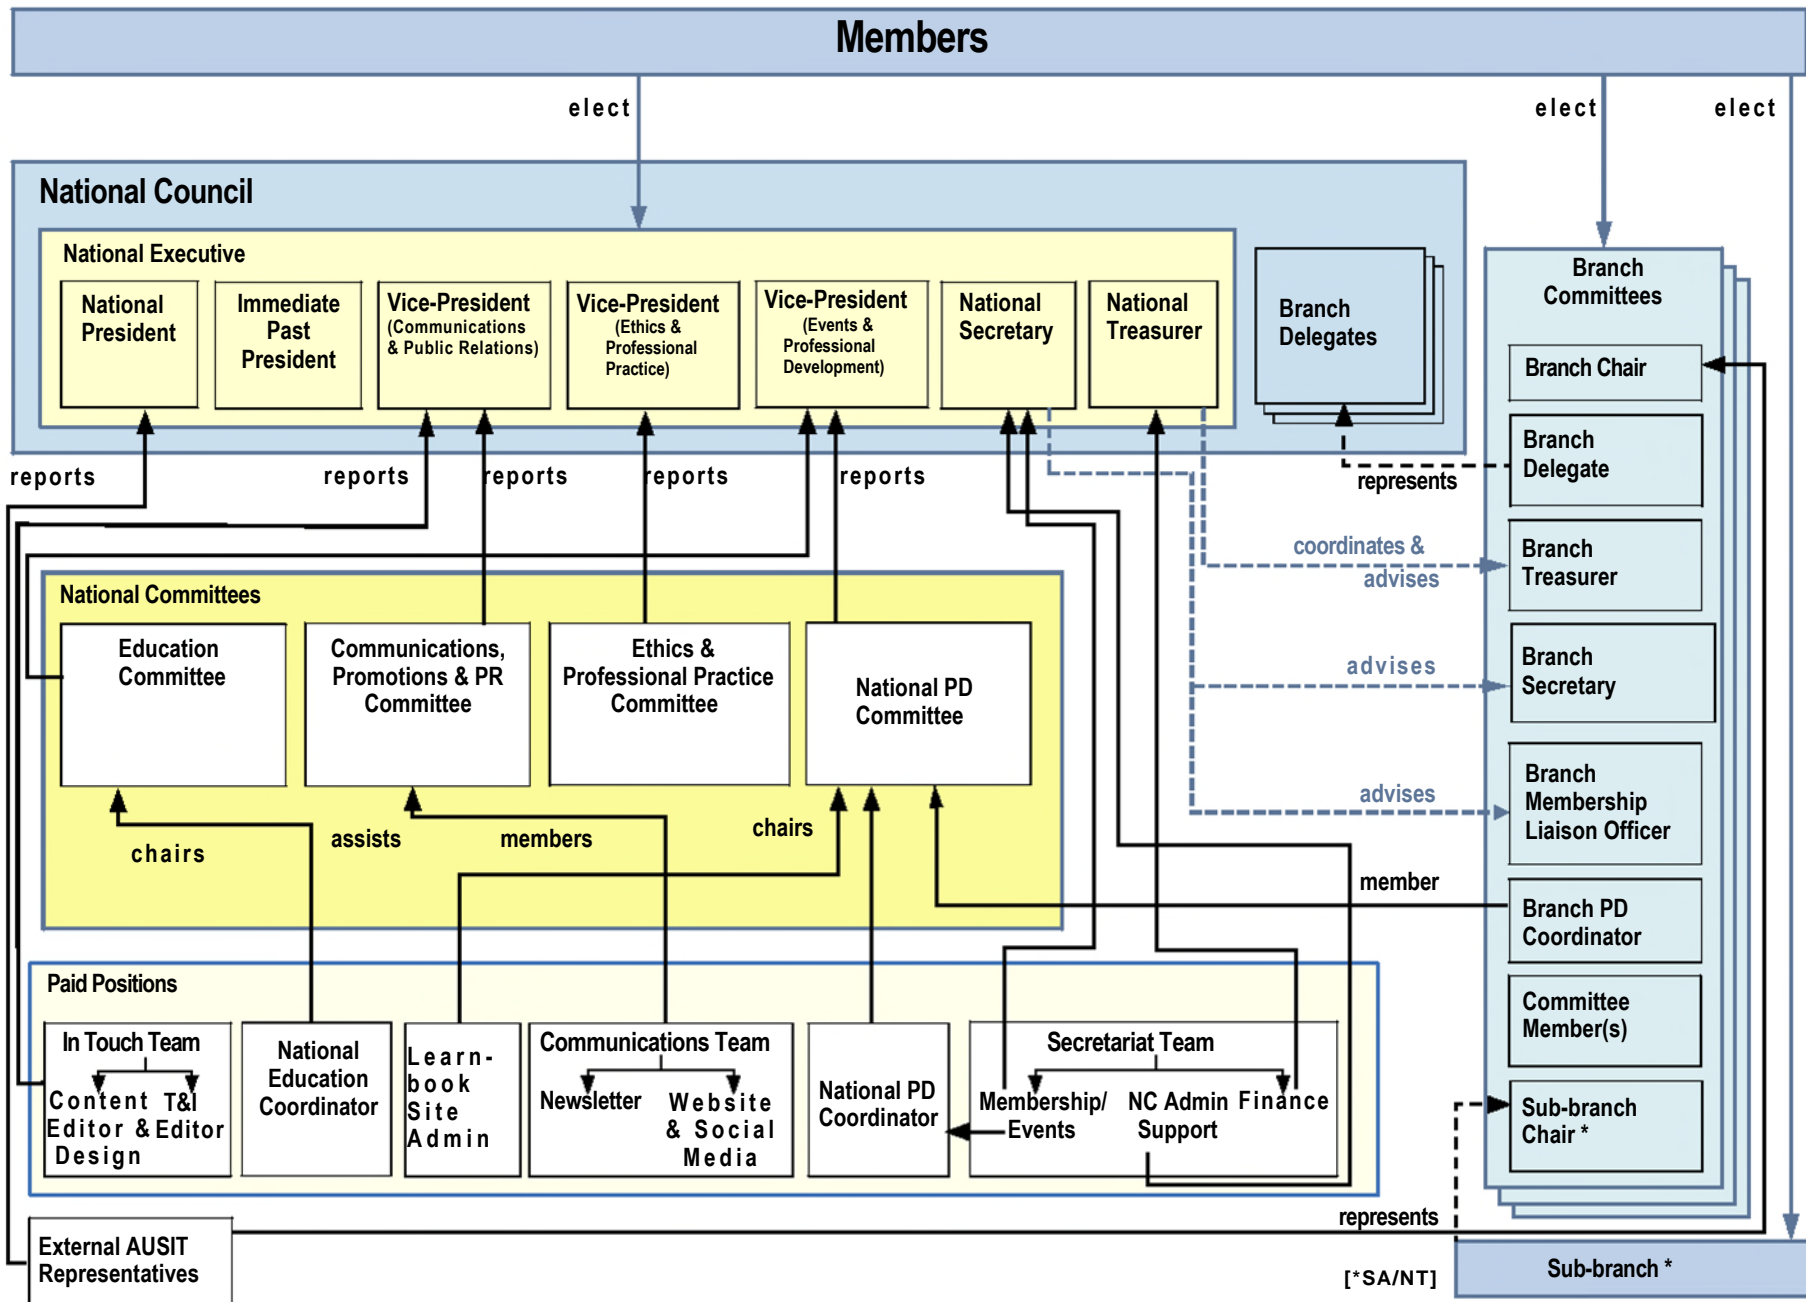 Members
elect
elect
elect
National Council
National Executive
National
President
Immediate
Past
President
Vice-President
(Communications
& Public Relations)
Vice-President
(Ethics &
Professional
Practice)
Vice-President
(Events &
Professional
Development)
National
Secretary
National
Treasurer
Branch
Delegates
reports
reports
reports
reports
reports
represents
Branch
Committees
Branch Chair
Branch
Delegate
Branch
Treasurer
Branch
Secretary
Branch
Membership
Liaison Officer
Branch PD
Coordinator
Committee
Member(s)
Sub-branch
Chair *
coordinates &
advises
advises
advises
member
National Committees
Education
Committee
Communications,
Promotions & PR
Committee
Ethics &
Professional Practice
Committee
National PD
Committee
chairs
assists
members
chairs
Paid Positions
In Touch Team
Content
Editor &
Design
T&I
Editor
National
Education
Coordinator
Learn-
book
Site
Admin
Communications Team
Newsletter
Website
& Social
Media
National PD
Coordinator
Secretariat Team
Membership/
Events
NC Admin
Support
Finance
External AUSIT
Representatives
represents
[*SA/NT]
Sub-branch *